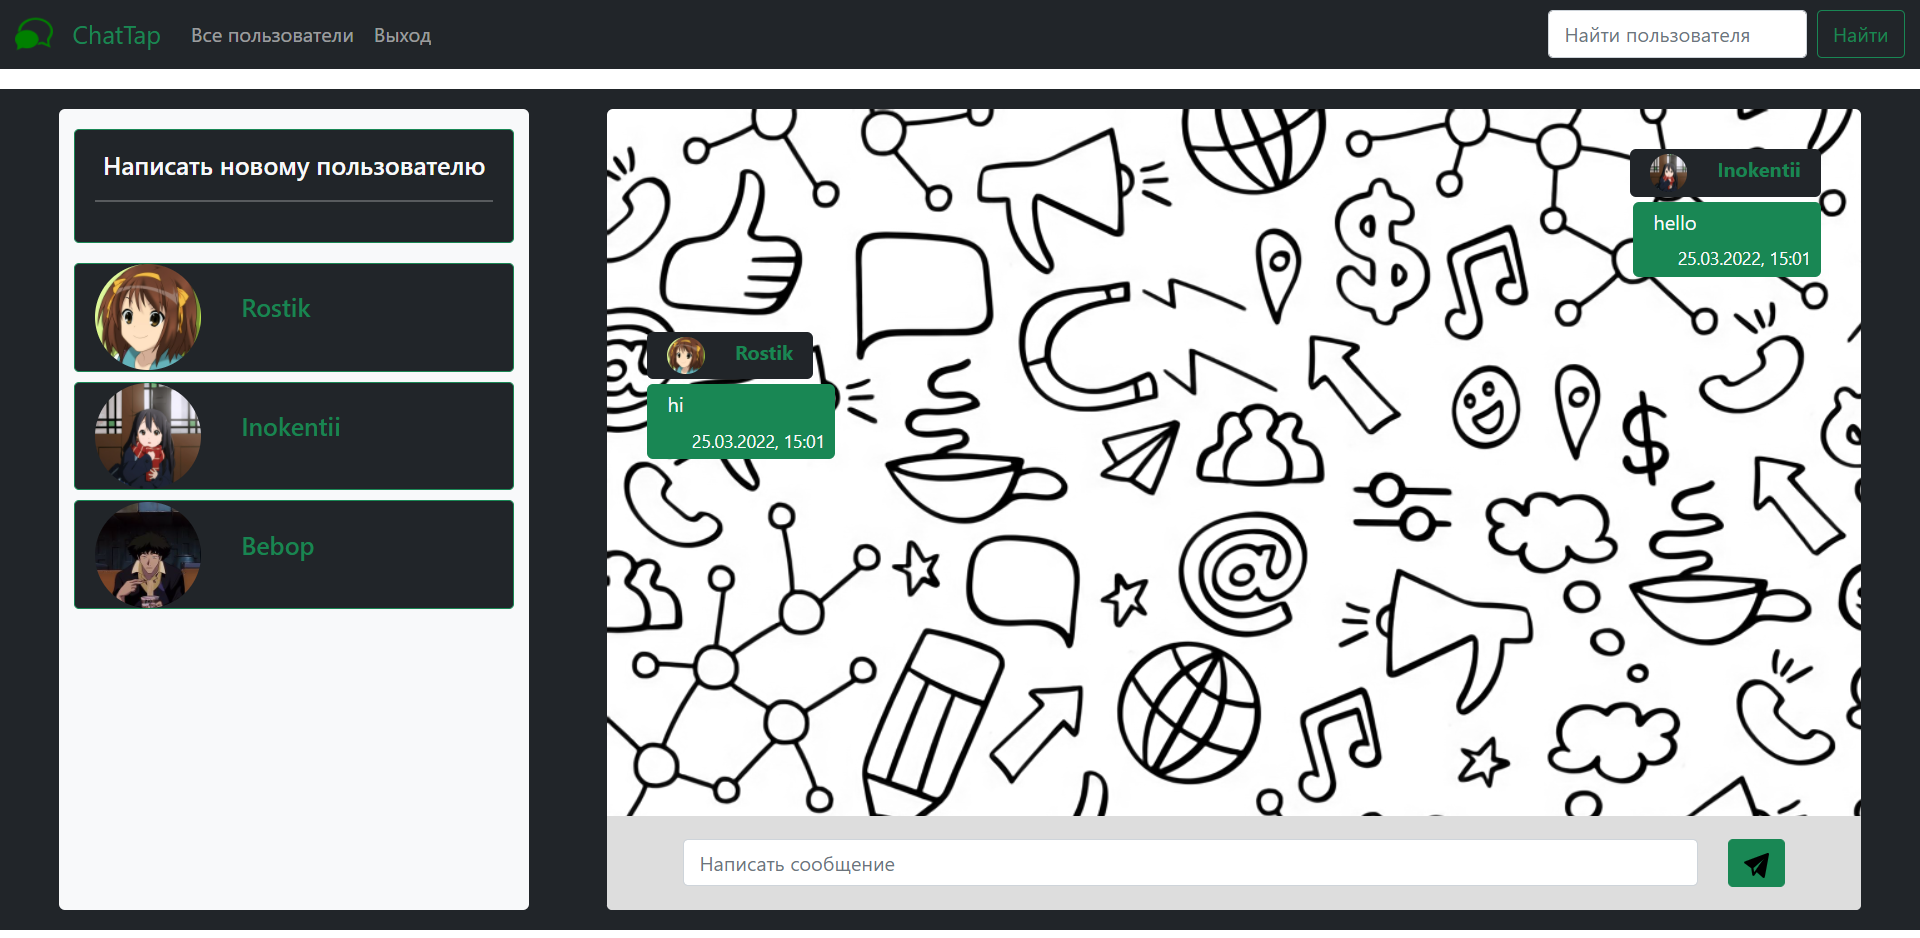 ChatTap Все пользователи Выход Найти пользователя Найти
Написать новому пользователю
Rostik
Inokentii
Bebop
Inokentii
hello
25.03.2022, 15:01
Rostik
hi
25.03.2022, 15:01
Написать сообщение